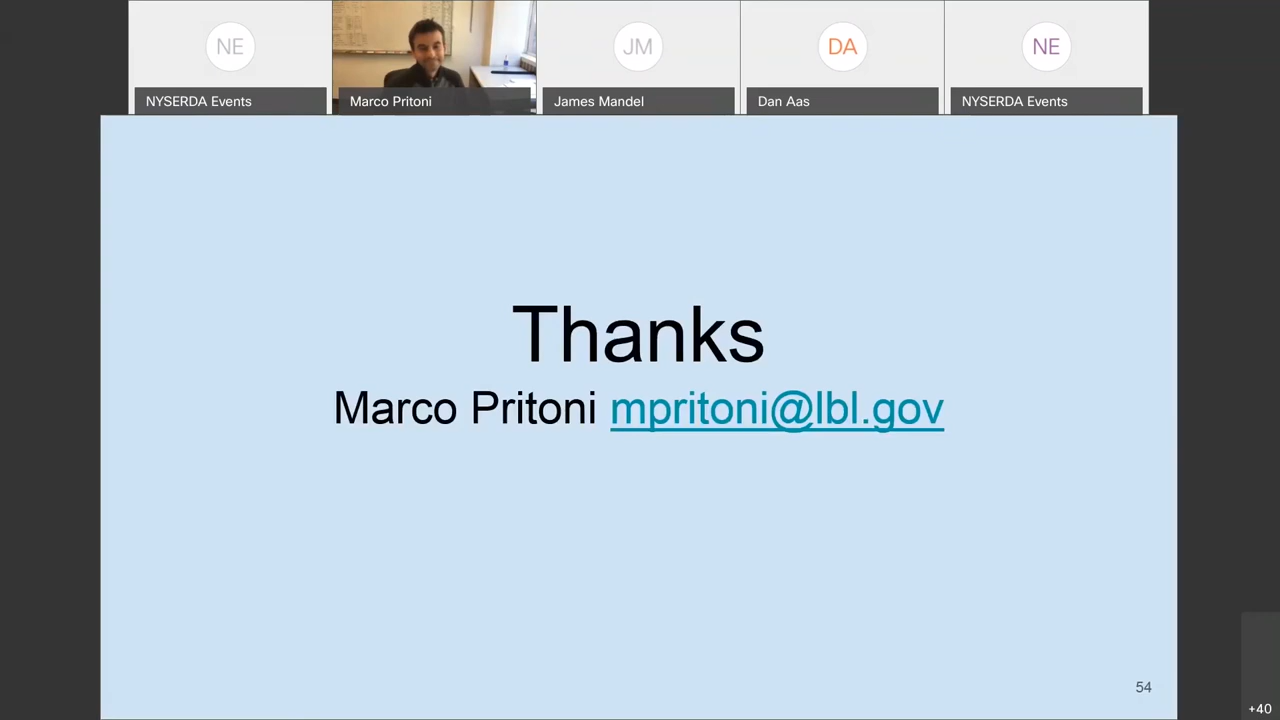 NE
JM
DA
NE
NYSERDA Events
Marco Pritoni
James Mandel
Dan Aas
NYSERDA Events
Thanks
Marco Pritoni mpritoni@lbl.gov
54
+40